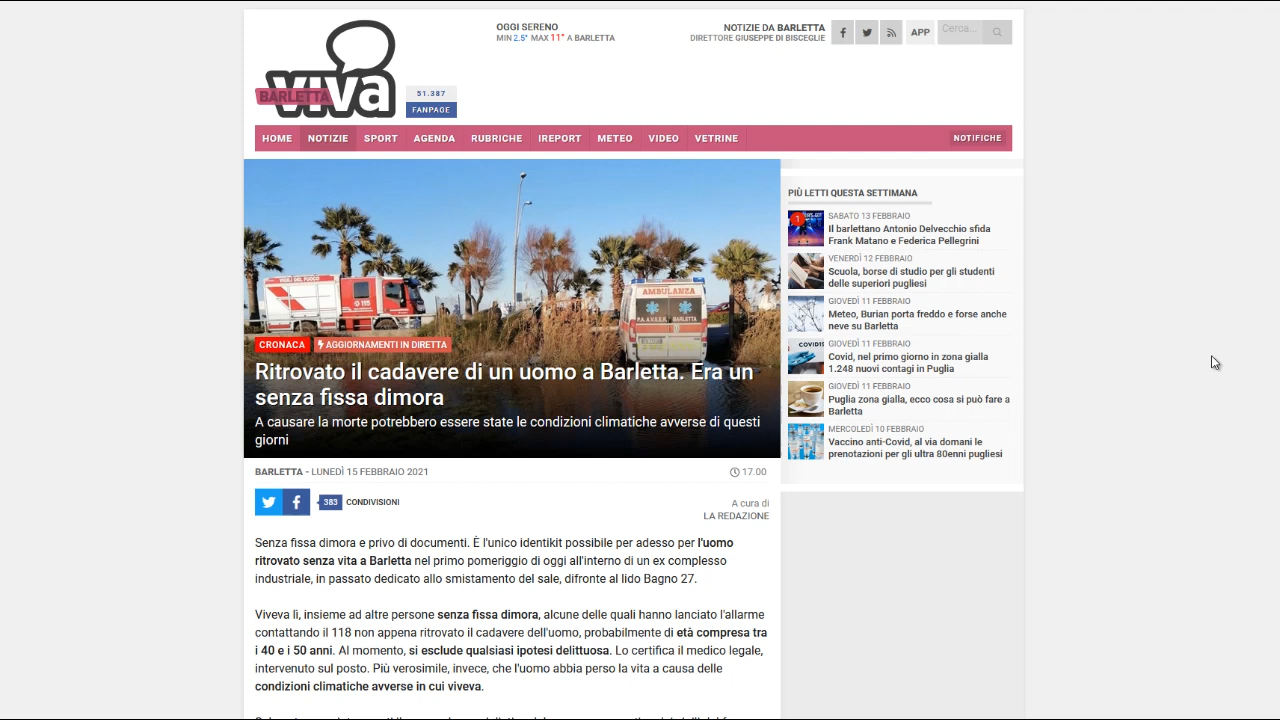 OGGI SERENO
MIN 2.5° MAX 11° A BARLETTA
NOTIZIE DA BARLETTA
DIRETTORE GIUSEPPE DI BISCEGLIE
APP
Cerca...
viva
BARLETTA
51.387
FANPAGE
HOME NOTIZIE SPORT AGENDA RUBRICHE IREPORT METEO VIDEO VETRINE NOTIFICHE
VIGILI DEL FUOCO
115
AMBULANZA
BARLETTA
CRONACA AGGIORNAMENTI IN DIRETTA
Ritrovato il cadavere di un uomo a Barletta. Era un
senza fissa dimora
A causare la morte potrebbero essere state le condizioni climatiche avverse di questi
giorni
BARLETTA - LUNEDÌ 15 FEBBRAIO 2021
17.00
383 CONDIVISIONI
A cura di
LA REDAZIONE
Senza fissa dimora e privo di documenti. È l'unico identikit possibile per adesso per l'uomo
ritrovato senza vita a Barletta nel primo pomeriggio di oggi all'interno di un ex complesso
industriale, in passato dedicato allo smistamento del sale, difronte al lido Bagno 27.
Viveva lì, insieme ad altre persone senza fissa dimora, alcune delle quali hanno lanciato l'allarme
contattando il 118 non appena ritrovato il cadavere dell'uomo, probabilmente di età compresa tra
i 40 e i 50 anni. Al momento, si esclude qualsiasi ipotesi delittuosa. Lo certifica il medico legale,
intervenuto sul posto. Più verosimile, invece, che l'uomo abbia perso la vita a causa delle
condizioni climatiche avverse in cui viveva.
PIÙ LETTI QUESTA SETTIMANA
1
SABATO 13 FEBBRAIO
Il barlettano Antonio Delvecchio sfida
Frank Matano e Federica Pellegrini
VENERDÌ 12 FEBBRAIO
Scuola, borse di studio per gli studenti
delle superiori pugliesi
GIOVEDÌ 11 FEBBRAIO
Meteo, Burian porta freddo e forse anche
neve su Barletta
COVID19
GIOVEDÌ 11 FEBBRAIO
Covid, nel primo giorno in zona gialla
1.248 nuovi contagi in Puglia
GIOVEDÌ 11 FEBBRAIO
Puglia zona gialla, ecco cosa si può fare a
Barletta
MERCOLEDÌ 10 FEBBRAIO
Vaccino anti-Covid, al via domani le
prenotazioni per gli ultra 80enni pugliesi